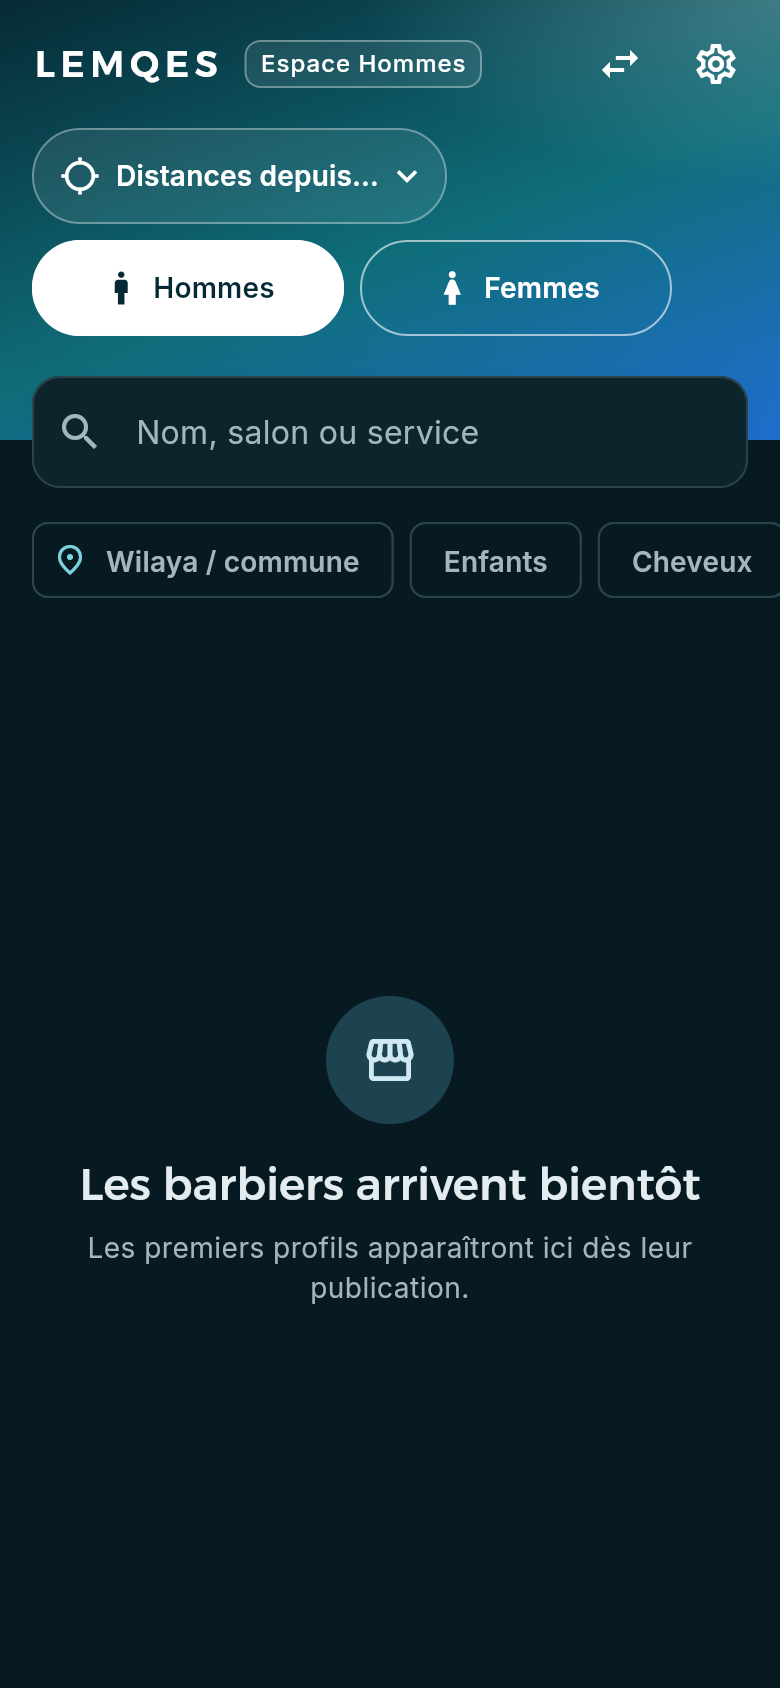 LEMQES
Espace Hommes
Distances depuis...
Hommes
Femmes
Nom, salon ou service
Wilaya / commune
Enfants
Cheveux
Les barbiers arrivent bientôt
Les premiers profils apparaîtront ici dès leur
publication.